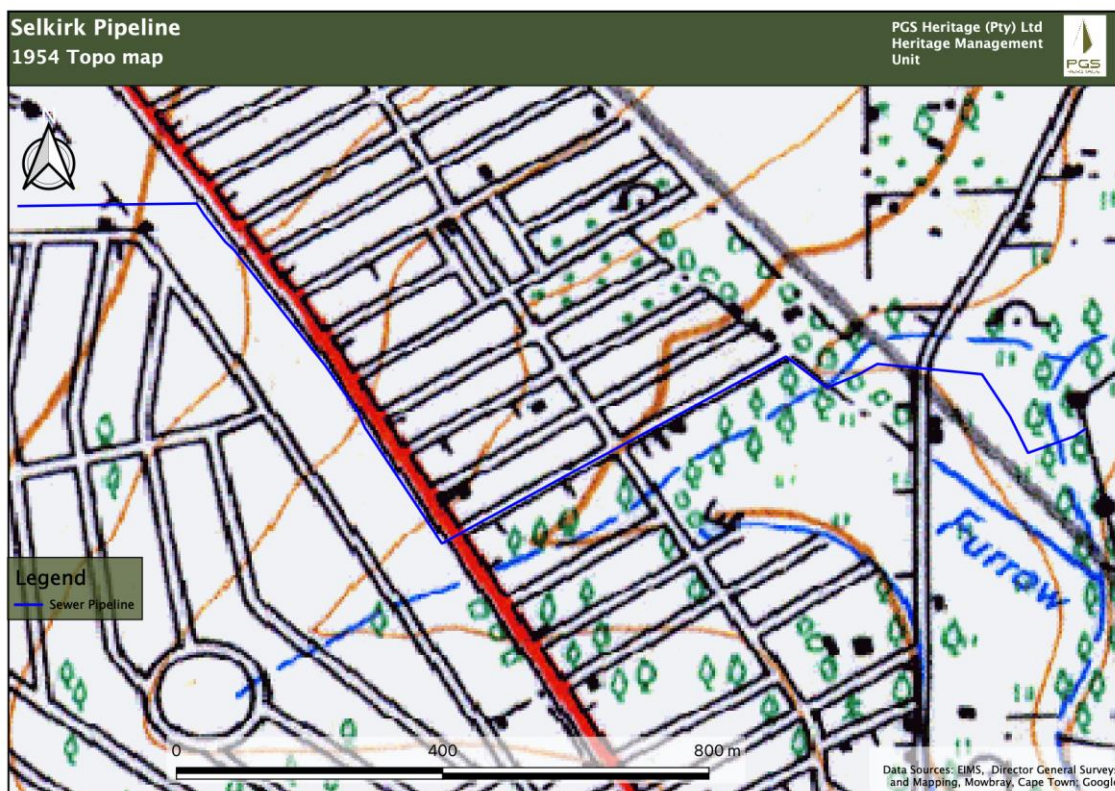 Selkirk Pipeline
1954 Topo map
PGS Heritage (Pty) Ltd
Heritage Management
Unit
PGS
HERITAGE
N
Furrow
Legend
Sewer Pipeline
0 400 800 m
Data Sources: EIMS, Director General Surveys
and Mapping, Mowbray, Cape Town; Google